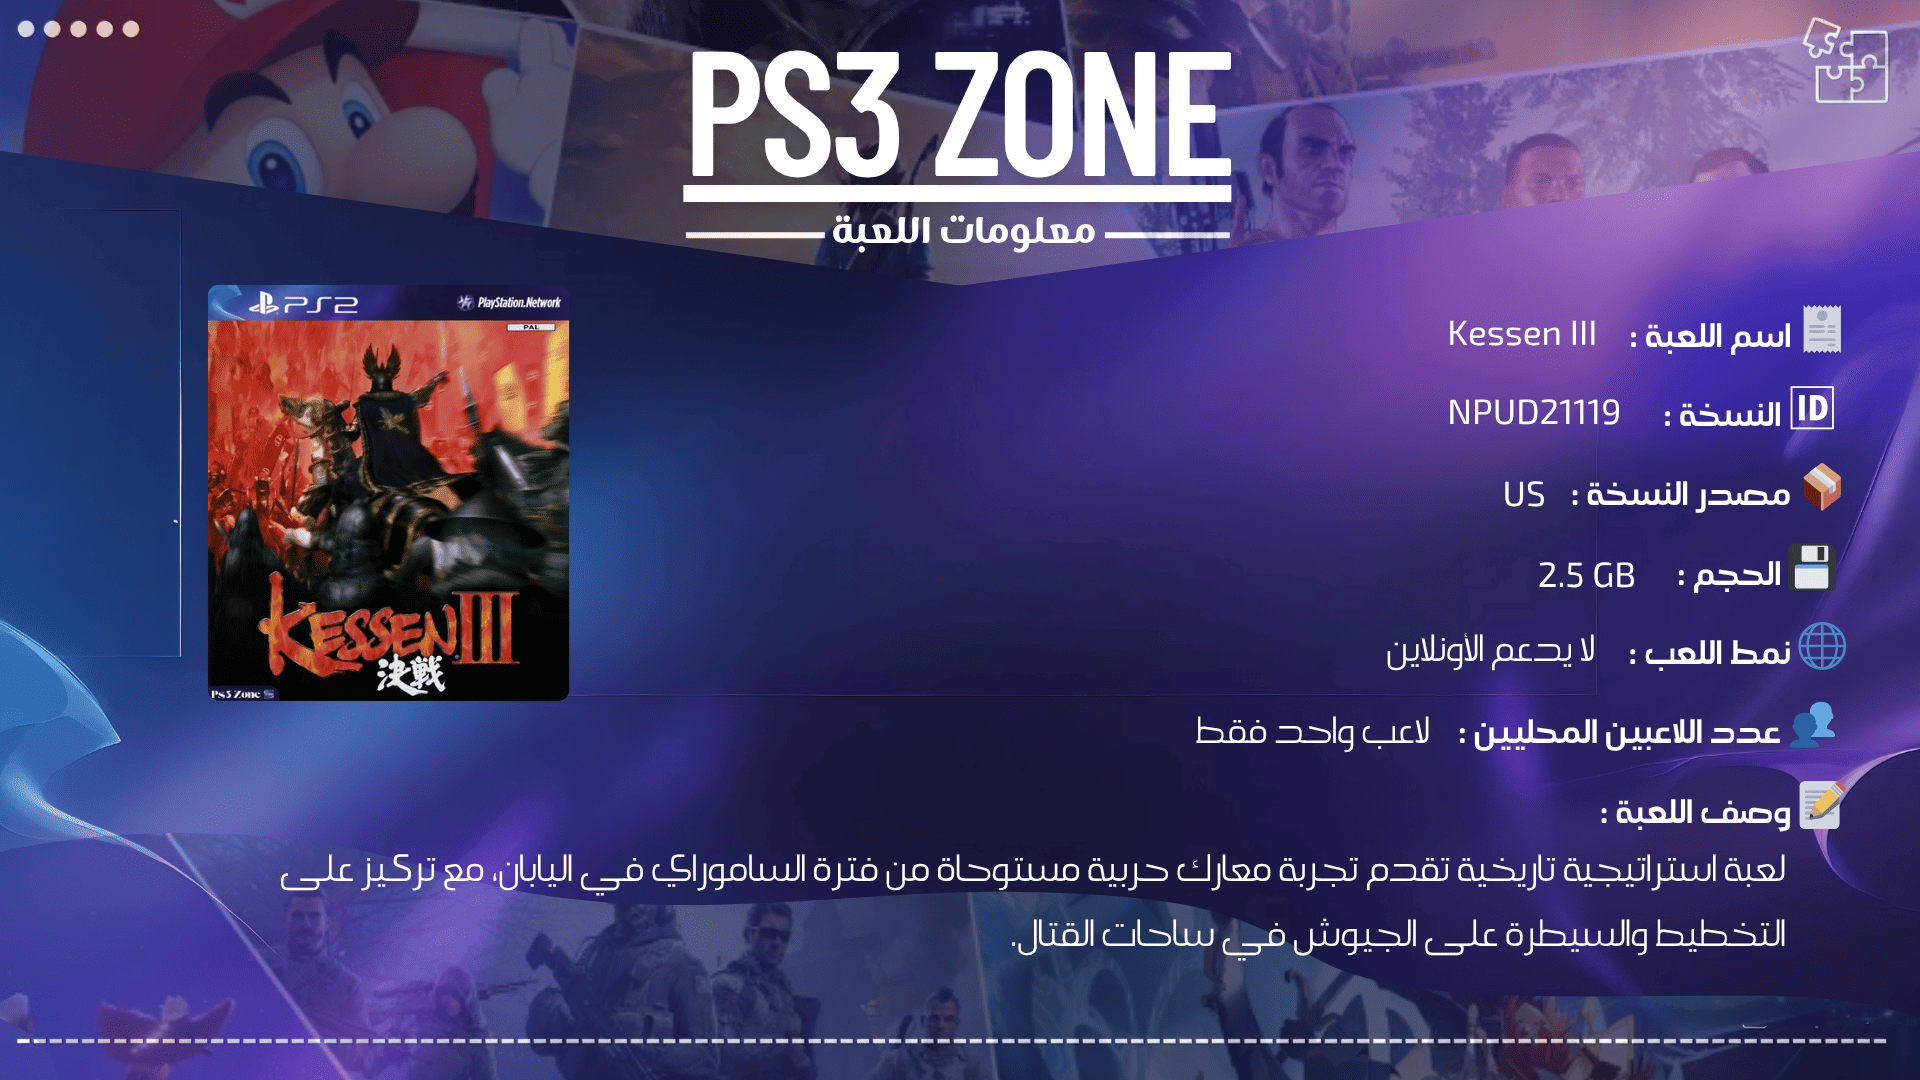 PS3 ZONE
معلومات اللعبة
PS2
PlayStation.Network
PAL
KESSEN III
決戦
Ps3 Zone
اسم اللعبة : Kessen III
ID النسخة : NPUD21119
مصدر النسخة : US
الحجم : 2.5 GB
نمط اللعب : لا يدعم الأونلاين
عدد اللاعبين المحليين : لاعب واحد فقط
وصف اللعبة :
لعبة استراتيجية تاريخية تقدم تجربة معارك حربية مستوحاة من فترة الساموراي في اليابان، مع تركيز على
التخطيط والسيطرة على الجيوش في ساحات القتال.